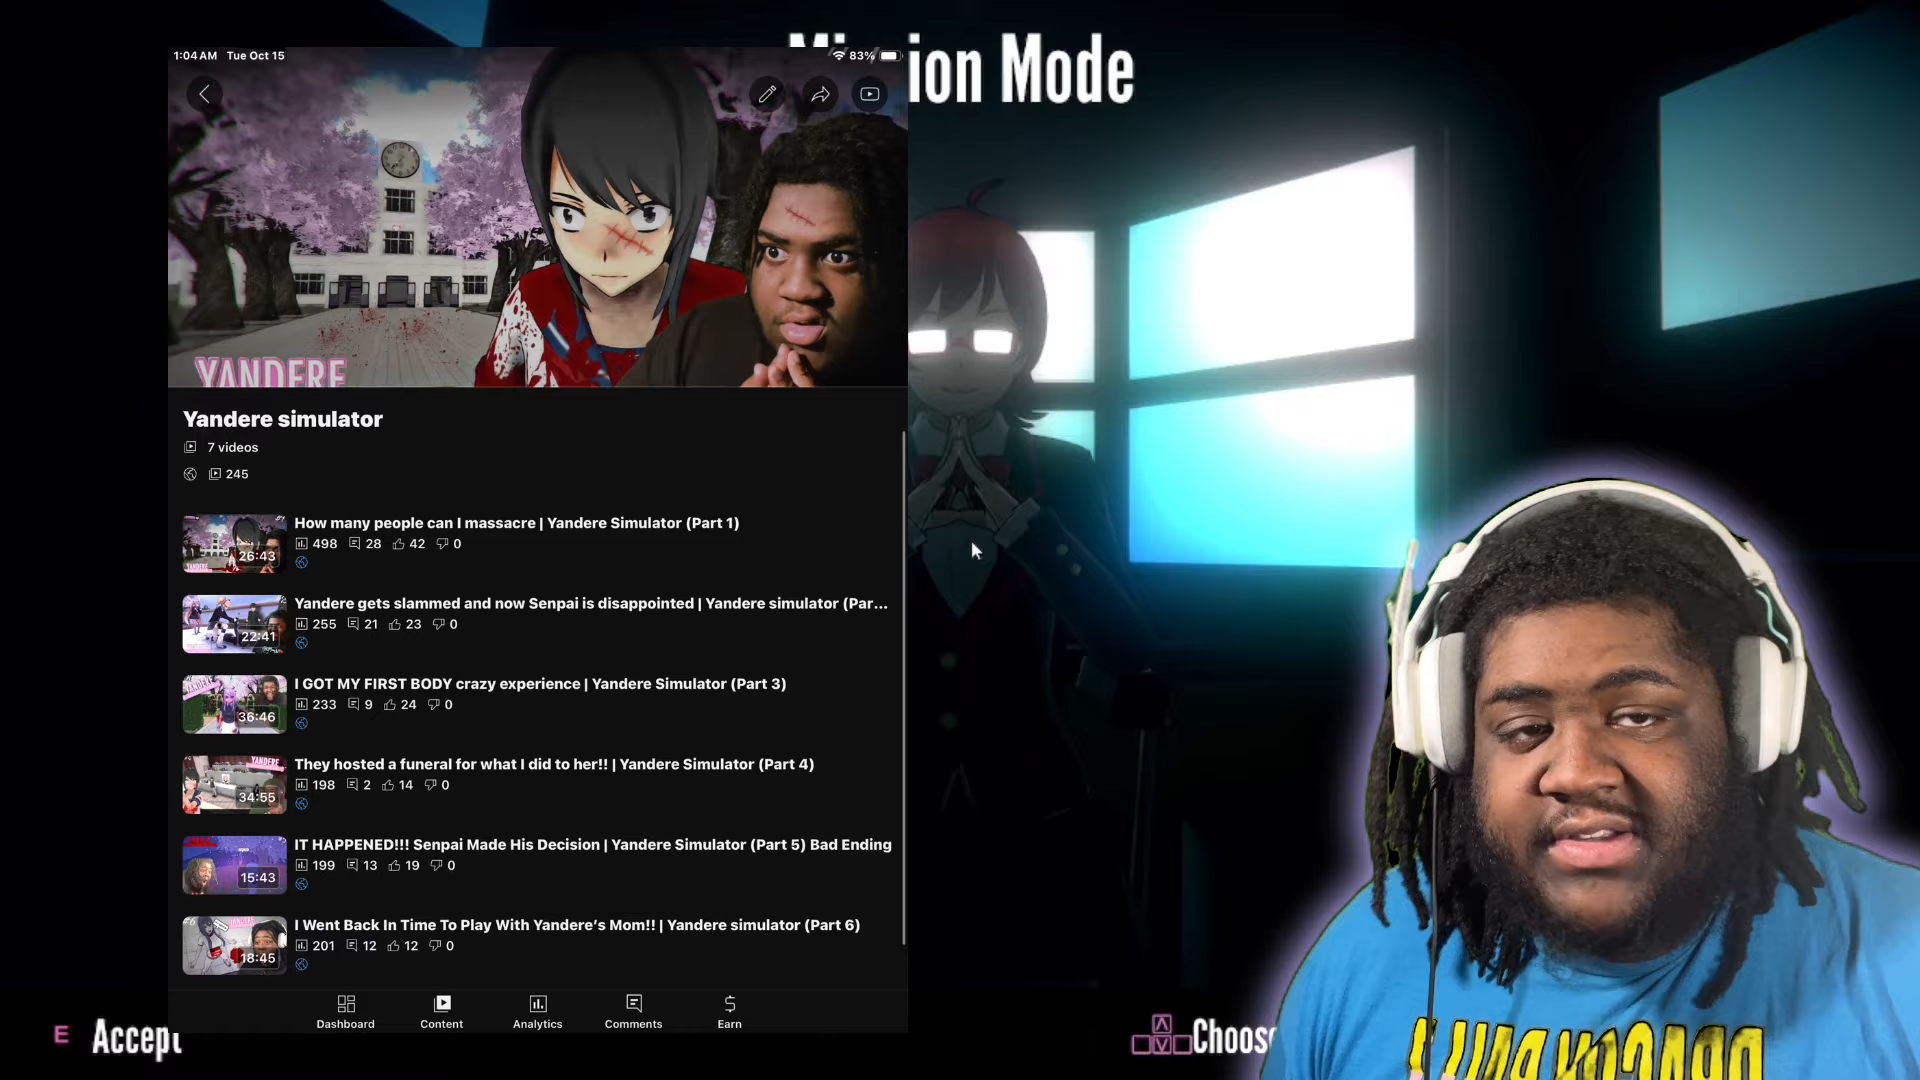 Mission Mode
1:04 AM Tue Oct 15
83%
YANDERE
Yandere simulator
7 videos
245
How many people can I massacre | Yandere Simulator (Part 1)
498 28 42 0
26:43
Yandere gets slammed and now Senpai is disappointed | Yandere simulator (Par...
255 21 23 0
22:41
I GOT MY FIRST BODY crazy experience | Yandere Simulator (Part 3)
233 9 24 0
36:46
They hosted a funeral for what I did to her!! | Yandere Simulator (Part 4)
198 2 14 0
34:55
IT HAPPENED!!! Senpai Made His Decision | Yandere Simulator (Part 5) Bad Ending
199 13 19 0
15:43
I Went Back In Time To Play With Yandere’s Mom!! | Yandere simulator (Part 6)
201 12 12 0
18:45
Dashboard Content Analytics Comments Earn
E Accept
Choose